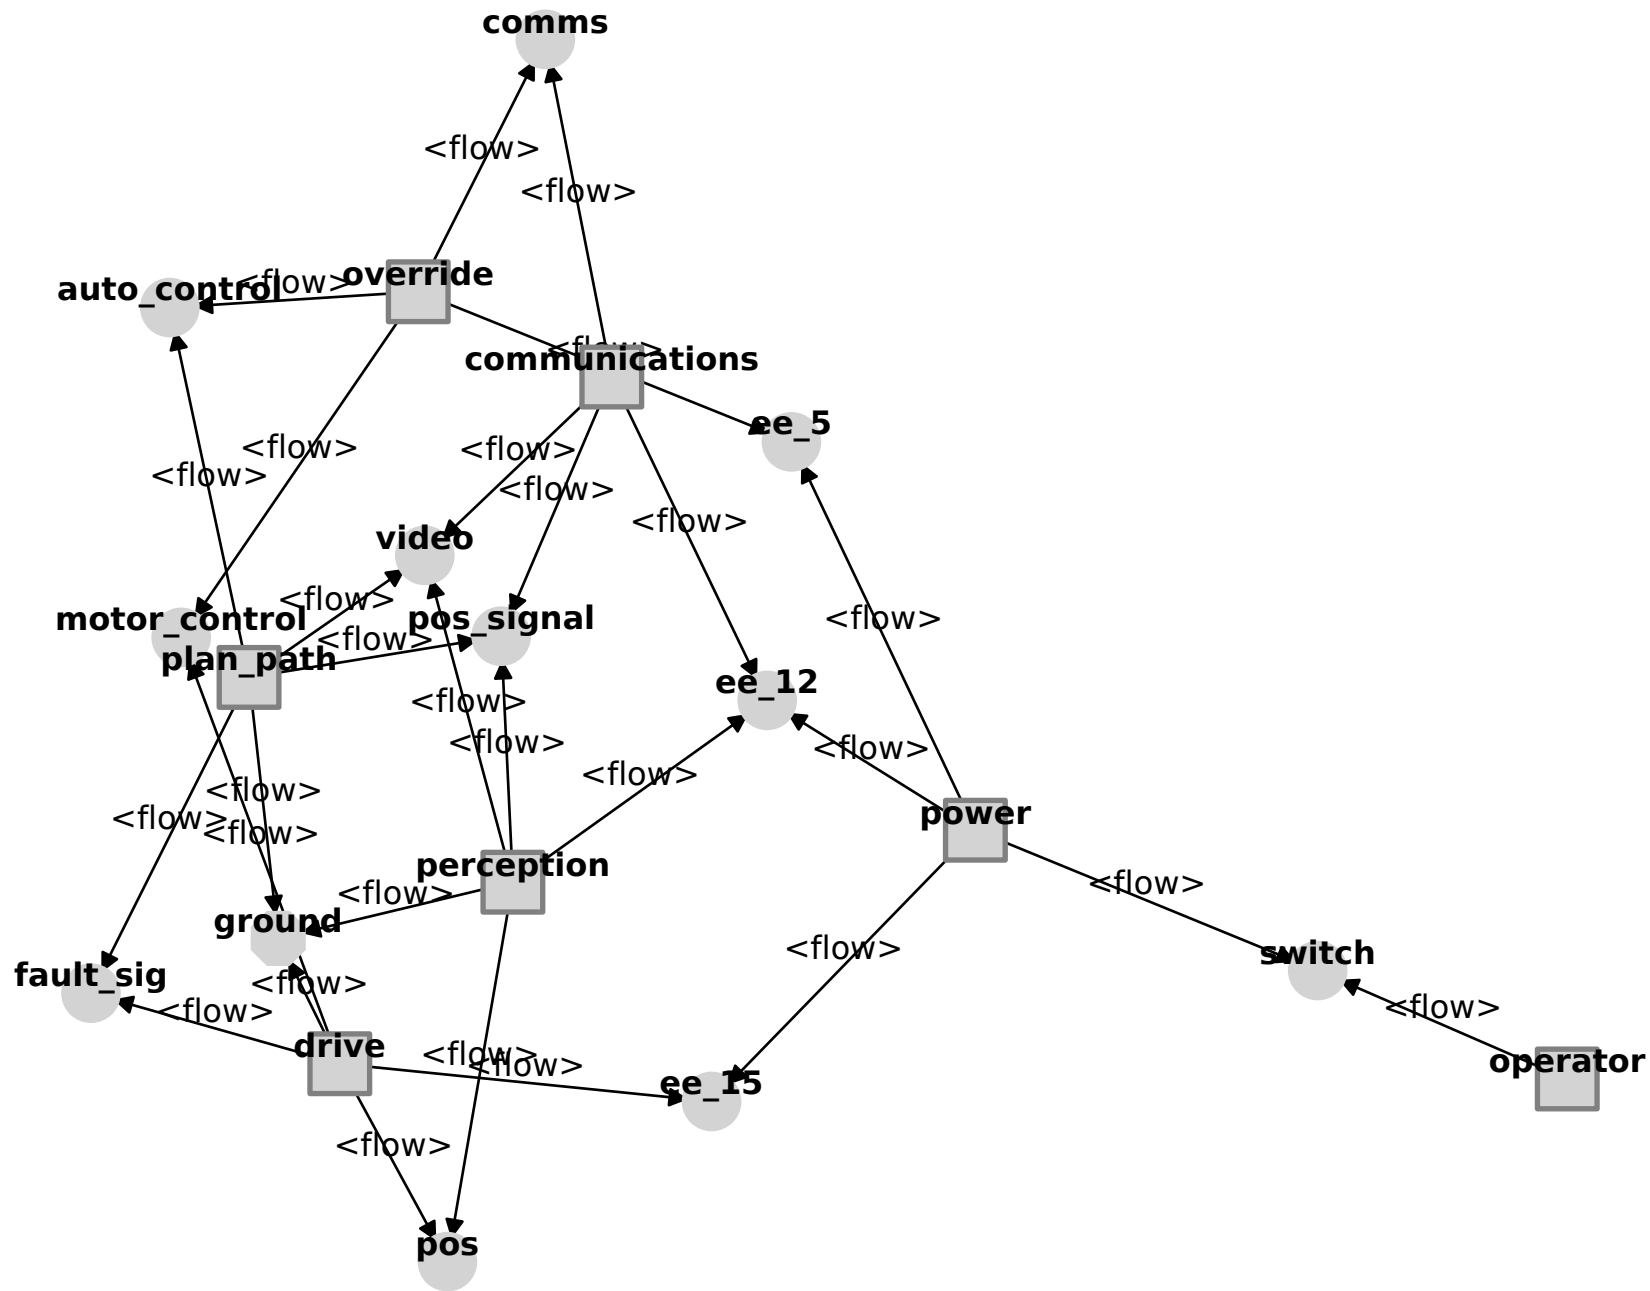 comms
<flow>
<flow>
override
auto_control
<flow>
<flow>
communications
ee_5
<flow>
<flow>
<flow>
<flow>
<flow>
video
<flow>
motor_control
pos_signal
<flow>
<flow>
plan_path
ee_12
<flow>
<flow>
<flow>
<flow>
<flow>
<flow>
<flow>
<flow>
power
perception
<flow>
<flow>
ground
<flow>
switch
fault_sig
<flow>
<flow>
<flow>
drive
<flow>
<flow>
operator
ee_15
<flow>
pos